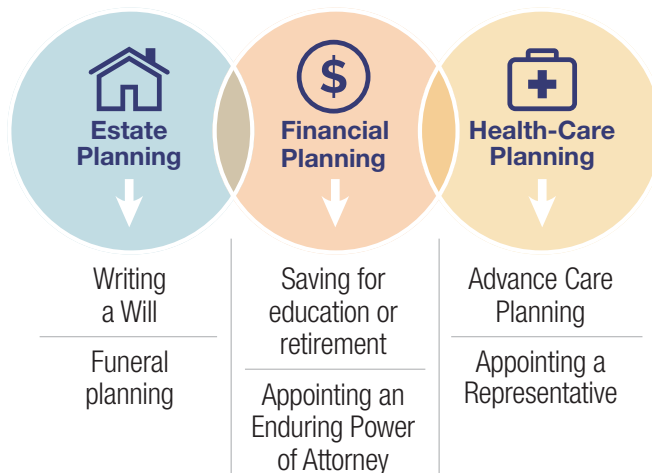 $
Estate
Planning
Financial
Planning
Health-Care
Planning
Writing
a Will
Funeral
planning
Saving for
education or
retirement
Appointing an
Enduring Power
of Attorney
Advance Care
Planning
Appointing a
Representative